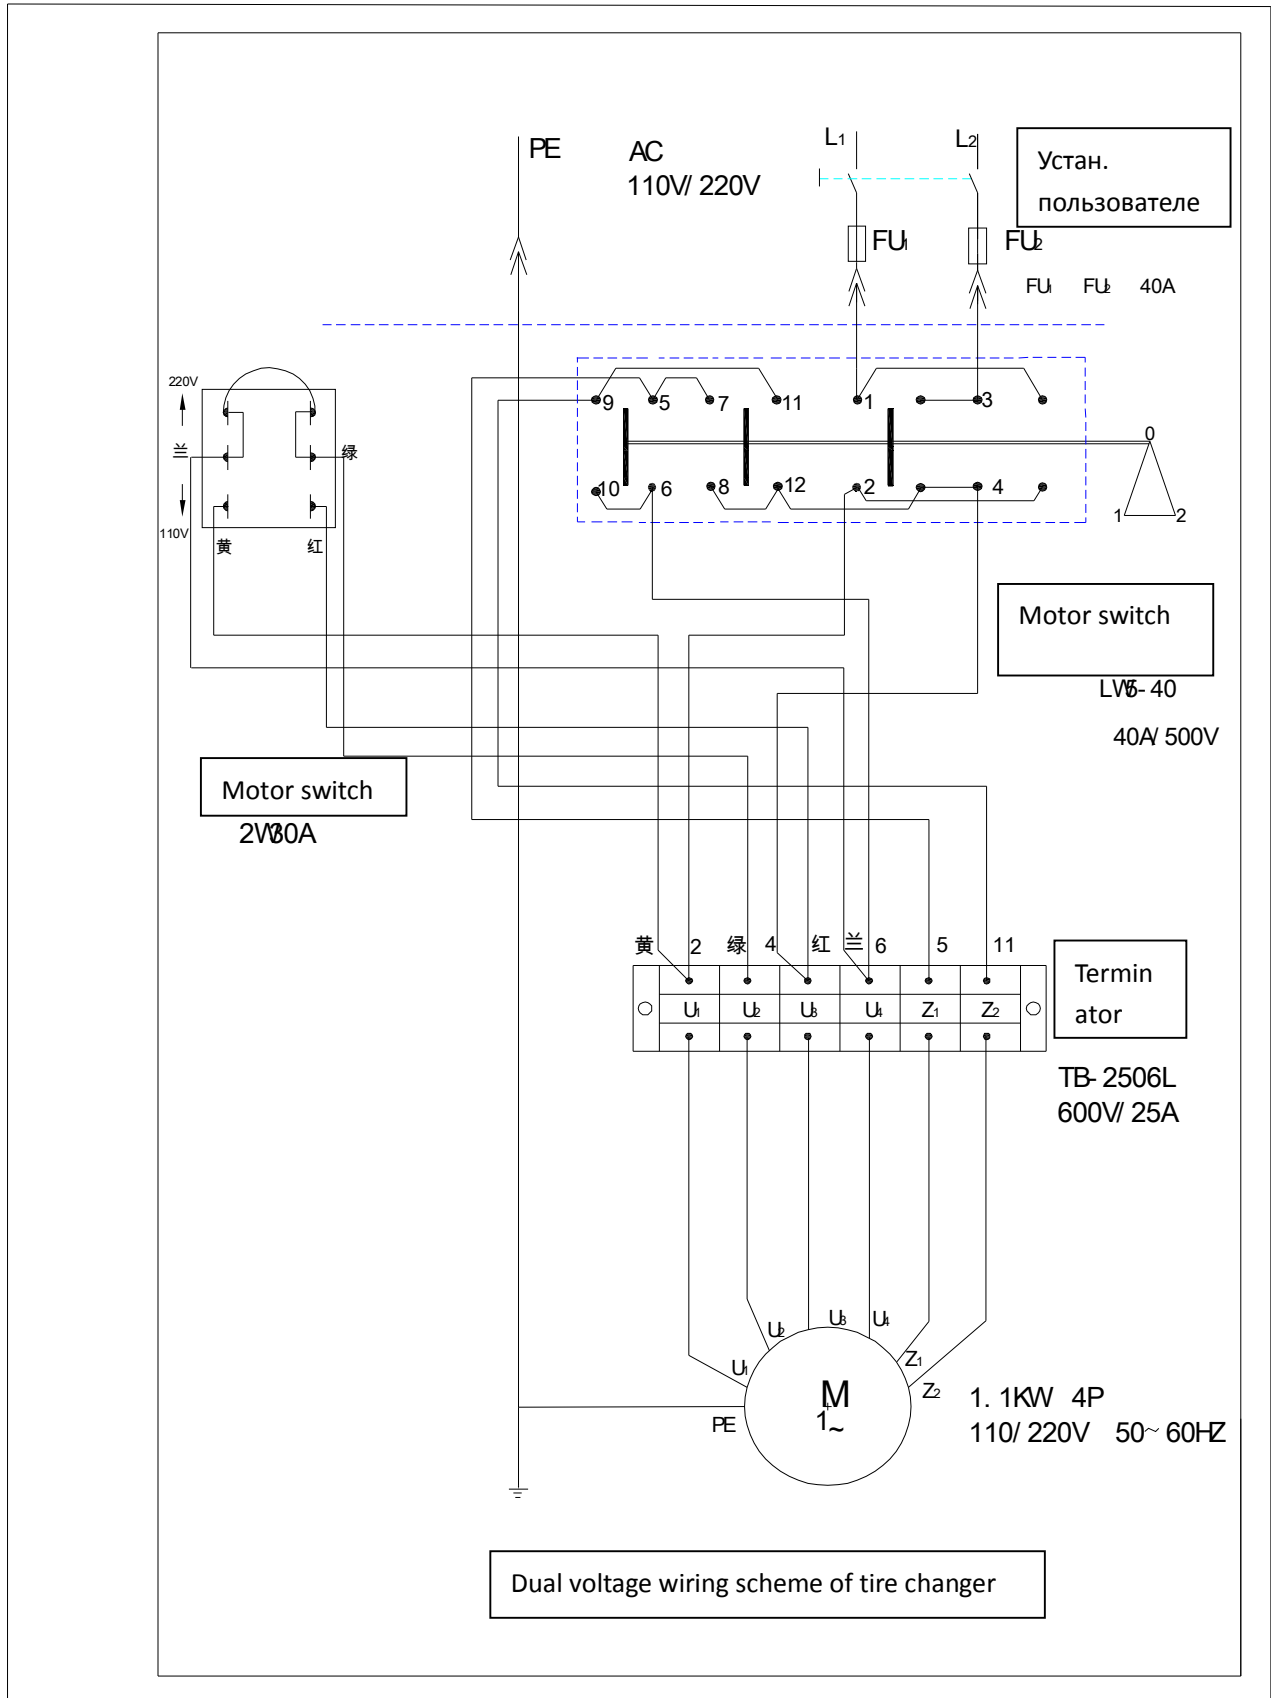 PE
AC
110V/ 220V
L1
L2
Устан.
пользователе
FU1
FU2
FU1 FU2 40A
220V
兰
绿
110V
黄
红
9
5
7
11
1
3
10
6
8
12
2
4
0
1
2
Motor switch
LW5- 40
40A/ 500V
Motor switch
2W30A
黄
2
绿
4
红
兰
6
5
11
U1
U2
U3
U4
Z1
Z2
Termin
ator
TB- 2506L
600V/ 25A
U1
U2
U3
U4
Z1
Z2
PE
M
1~
1. 1KW 4P
110/ 220V 50~ 60HZ
Dual voltage wiring scheme of tire changer